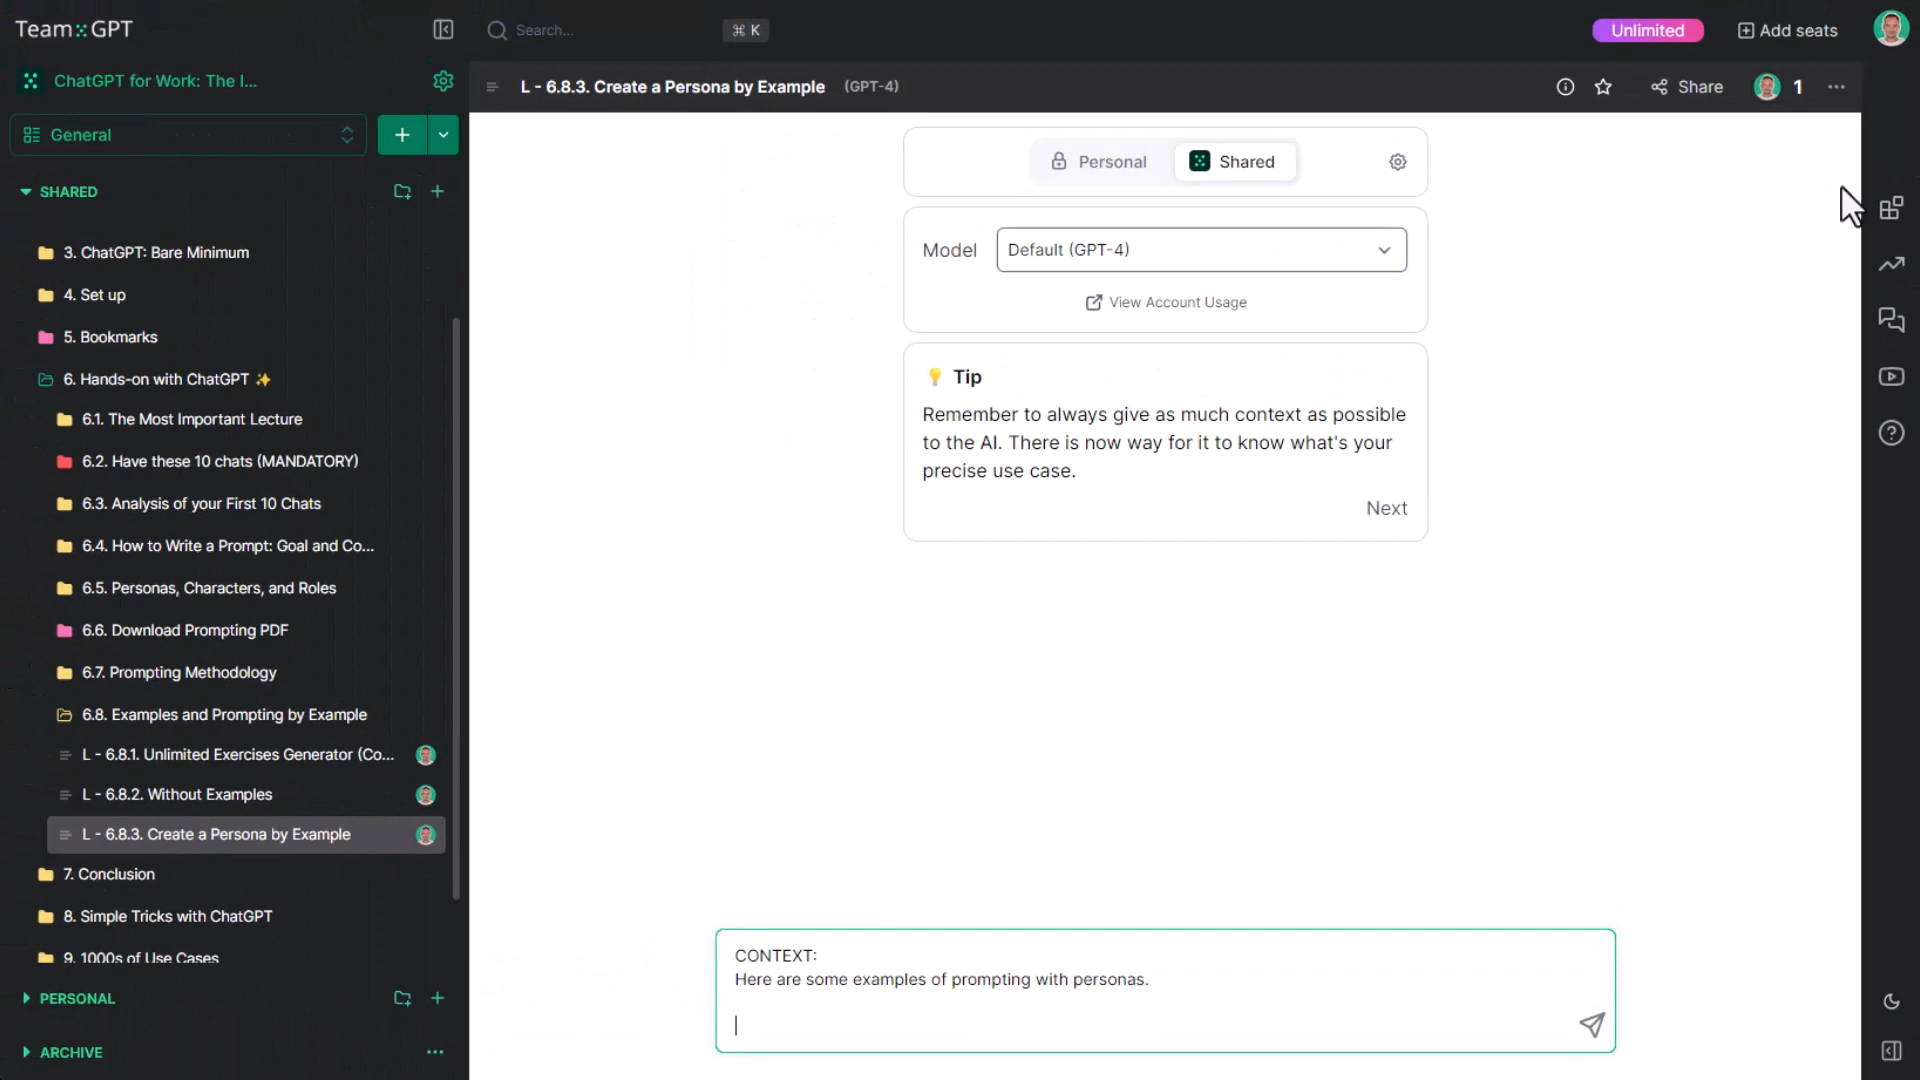 Team GPT
Search...
⌘ K
Unlimited
Add seats
ChatGPT for Work: The I...
L - 6.8.3. Create a Persona by Example (GPT-4)
Share
1
General
SHARED
3. ChatGPT: Bare Minimum
4. Set up
5. Bookmarks
6. Hands-on with ChatGPT ✨
6.1. The Most Important Lecture
6.2. Have these 10 chats (MANDATORY)
6.3. Analysis of your First 10 Chats
6.4. How to Write a Prompt: Goal and Co...
6.5. Personas, Characters, and Roles
6.6. Download Prompting PDF
6.7. Prompting Methodology
6.8. Examples and Prompting by Example
L - 6.8.1. Unlimited Exercises Generator (Co...
L - 6.8.2. Without Examples
L - 6.8.3. Create a Persona by Example
7. Conclusion
8. Simple Tricks with ChatGPT
9. 1000s of Use Cases
PERSONAL
ARCHIVE
Personal
Shared
Model
Default (GPT-4)
View Account Usage
💡 Tip
Remember to always give as much context as possible
to the AI. There is now way for it to know what's your
precise use case.
Next
CONTEXT:
Here are some examples of prompting with personas.